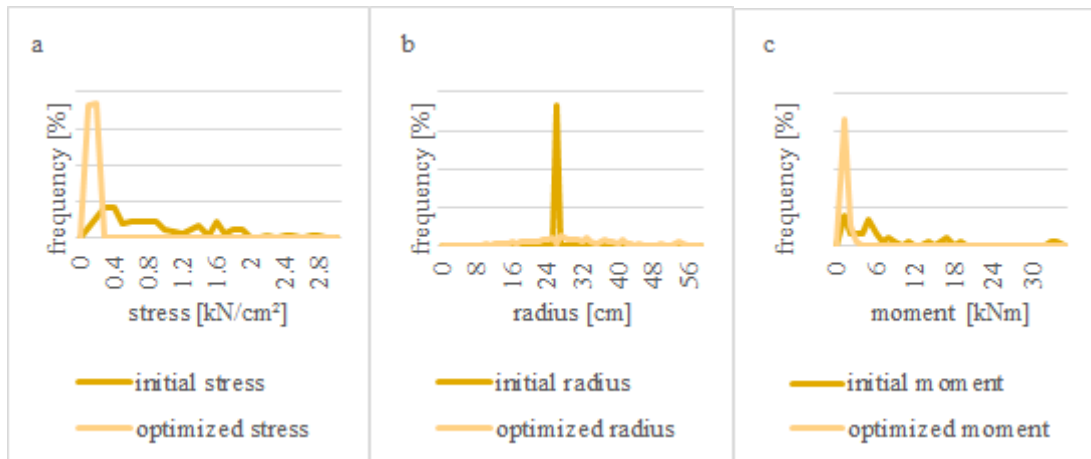 a
frequency [%]
0 0.4 0.8 1.2 1.6 2 2.4 2.8
stress [kN/cm²]
initial stress
optimized stress
b
frequency [%]
0 8 16 24 32 40 48 56
radius [cm]
initial radius
optimized radius
c
frequency [%]
0 6 12 18 24 30
moment [kNm]
initial moment
optimized moment